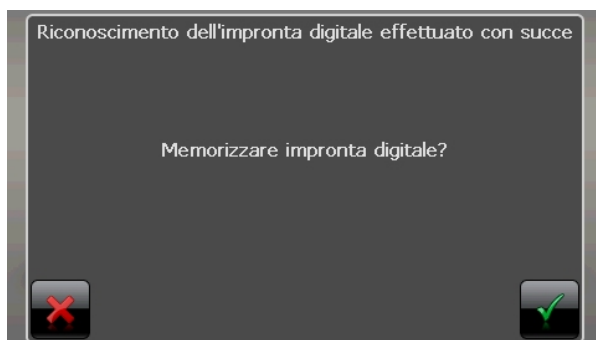 Riconoscimento dell'impronta digitale effettuato con succe
Memorizzare impronta digitale?